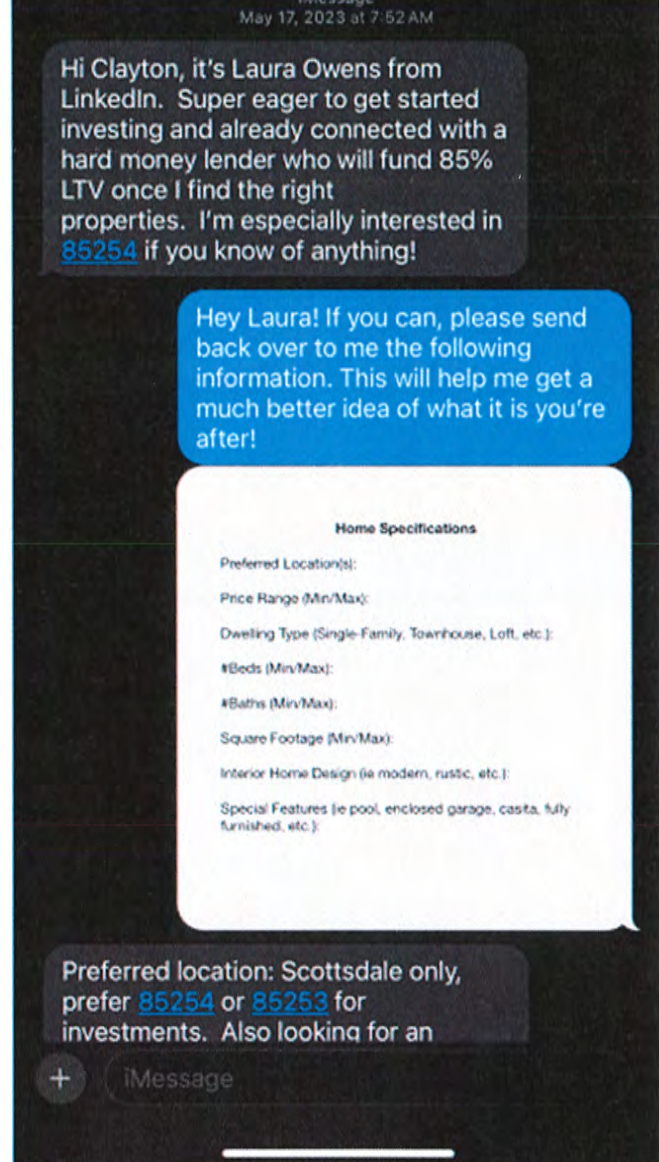 May 17, 2023 at 7:52 AM
Hi Clayton, it's Laura Owens from
LinkedIn.  Super eager to get started
investing and already connected with a
hard money lender who will fund 85%
LTV once I find the right
properties.  I'm especially interested in
85254 if you know of anything!
Hey Laura! If you can, please send
back over to me the following
information. This will help me get a
much better idea of what it is you're
after!
Home Specifications
Preferred Location(s):
Price Range (Min/Max):
Dwelling Type (Single-Family, Townhouse, Loft, etc.):
#Beds (Min/Max):
#Baths (Min/Max):
Square Footage (Min/Max):
Interior Home Design (ie modern, rustic, etc.):
Special Features (ie pool, enclosed garage, casita, fully
furnished, etc.):
Preferred location: Scottsdale only,
prefer 85254 or 85253 for
investments.  Also looking for an
+
iMessage